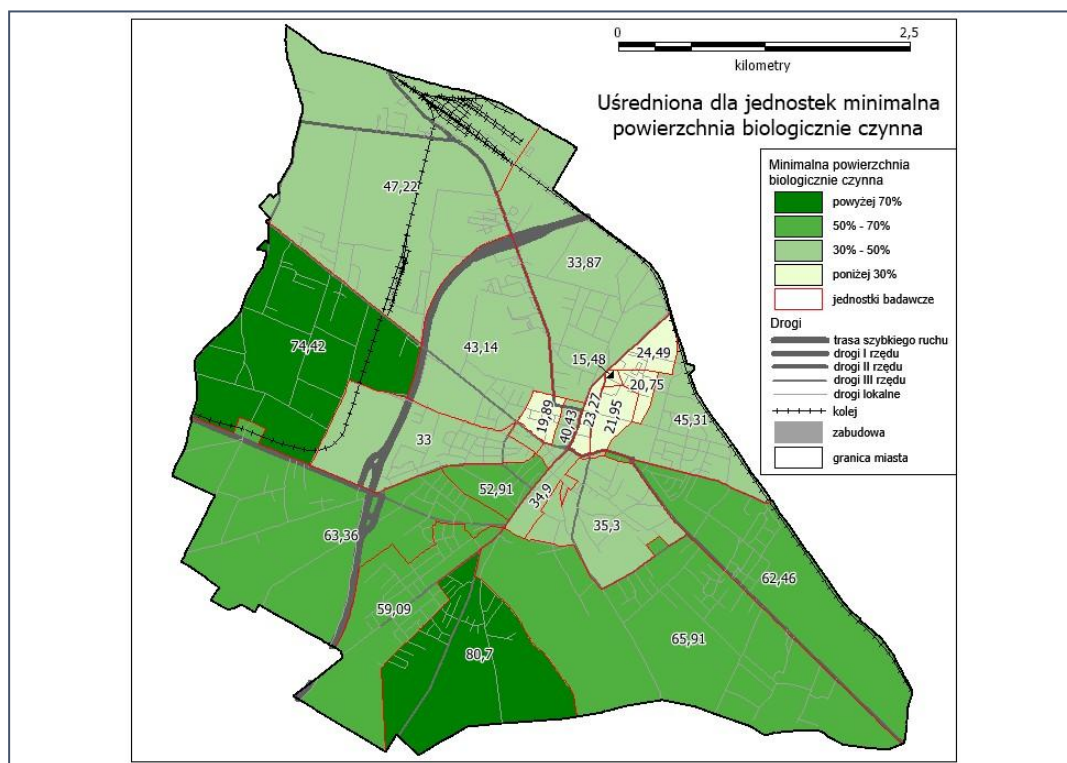 0 2,5
kilometry
Uśredniona dla jednostek minimalna
powierzchnia biologicznie czynna
Minimalna powierzchnia
biologicznie czynna
powyżej 70%
50% - 70%
30% - 50%
poniżej 30%
jednostki badawcze
Drogi
trasa szybkiego ruchu
drogi I rzędu
drogi II rzędu
drogi III rzędu
drogi lokalne
kolej
zabudowa
granica miasta
47,22
33,87
74,42
43,14
15,48
24,49
20,75
19,89
40,43
23,27
21,95
45,31
33
52,91
34,9
35,3
63,36
62,46
59,09
65,91
80,7